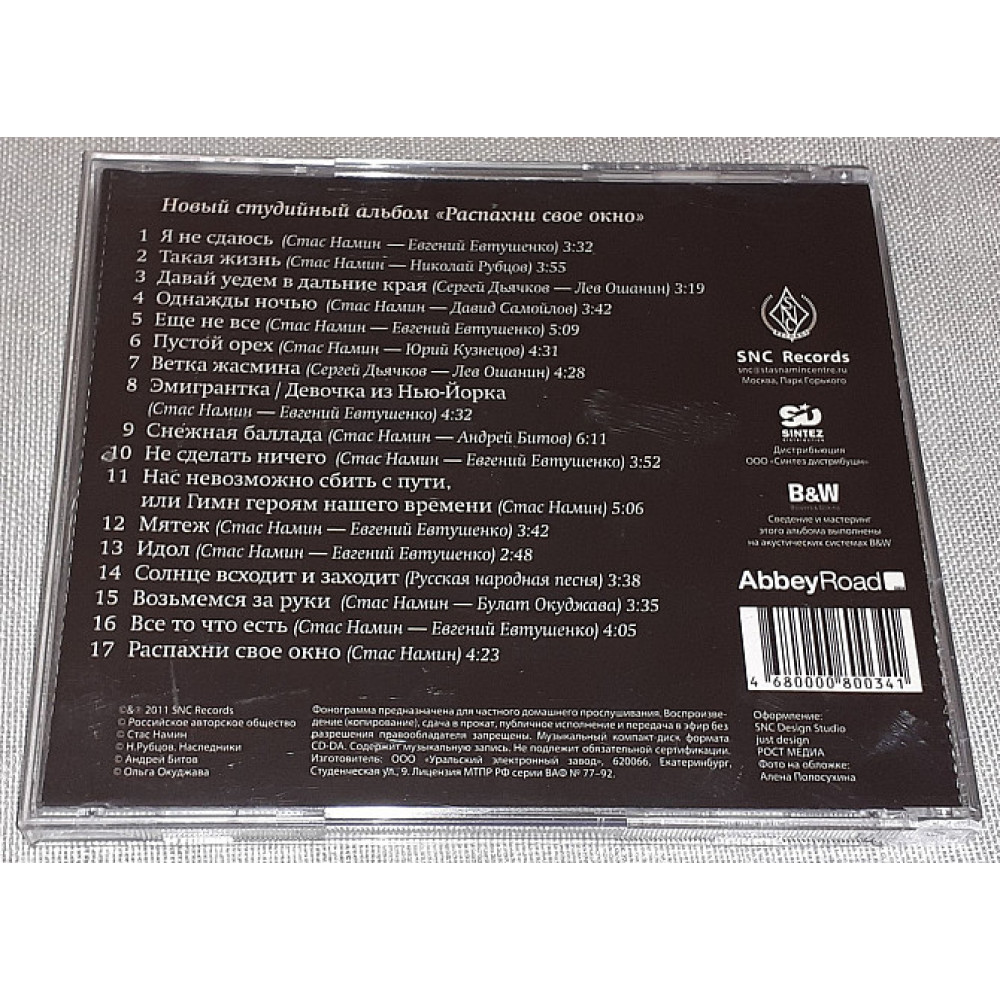 Новый студийный альбом «Распахни свое окно»
1 Я не сдаюсь (Стас Намин — Евгений Евтушенко) 3:32
2 Такая жизнь (Стас Намин — Николай Рубцов) 3:55
3 Давай уедем в дальние края (Сергей Дьячков — Лев Ошанин) 3:19
4 Однажды ночью (Стас Намин — Давид Самойлов) 3:42
5 Еще не все (Стас Намин — Евгений Евтушенко) 5:09
6 Пустой орех (Стас Намин — Юрий Кузнецов) 4:31
7 Ветка жасмина (Сергей Дьячков — Лев Ошанин) 4:28
8 Эмигрантка / Девочка из Нью-Йорка
(Стас Намин — Евгений Евтушенко) 4:32
9 Снежная баллада (Стас Намин — Андрей Битов) 6:11
10 Не сделать ничего (Стас Намин — Евгений Евтушенко) 3:52
11 Нас невозможно сбить с пути,
или Гимн героям нашего времени (Стас Намин) 5:06
12 Мятеж (Стас Намин — Евгений Евтушенко) 3:42
13 Идол (Стас Намин — Евгений Евтушенко) 2:48
14 Солнце всходит и заходит (Русская народная песня) 3:38
15 Возьмемся за руки (Стас Намин — Булат Окуджава) 3:35
16 Все то что есть (Стас Намин — Евгений Евтушенко) 4:05
17 Распахни свое окно (Стас Намин) 4:23
SNC
SNC Records
snc@stasnamincentre.ru
Москва, Парк Горького
SD
SINTEZ
DISTRIBUTION
Дистрибьюция
ООО «Синтез дистрибушн»
B&W
Bowers & Wilkins
Сведение и мастеринг
этого альбома выполнены
на акустических системах B&W
AbbeyRoad
4 680000 800341
©& 2011 SNC Records
© Российское авторское общество
© Стас Намин
© Н.Рубцов. Наследники
© Андрей Битов
© Ольга Окуджава
Фонограмма предназначена для частного домашнего прослушивания. Воспроизве-
дение (копирование), сдача в прокат, публичное исполнение и передача в эфир без
разрешения правообладателя запрещены. Музыкальный компакт-диск формата
CD-DA. Содержит музыкальную запись. Не подлежит обязательной сертификации.
Изготовитель: ООО «Уральский электронный завод», 620066, Екатеринбург,
Студенческая ул., 9. Лицензия МТПР РФ серии ВАФ № 77-92.
Оформление:
SNC Design Studio
just design
РОСТ МЕДИА
Фото на обложке:
Алена Полосухина